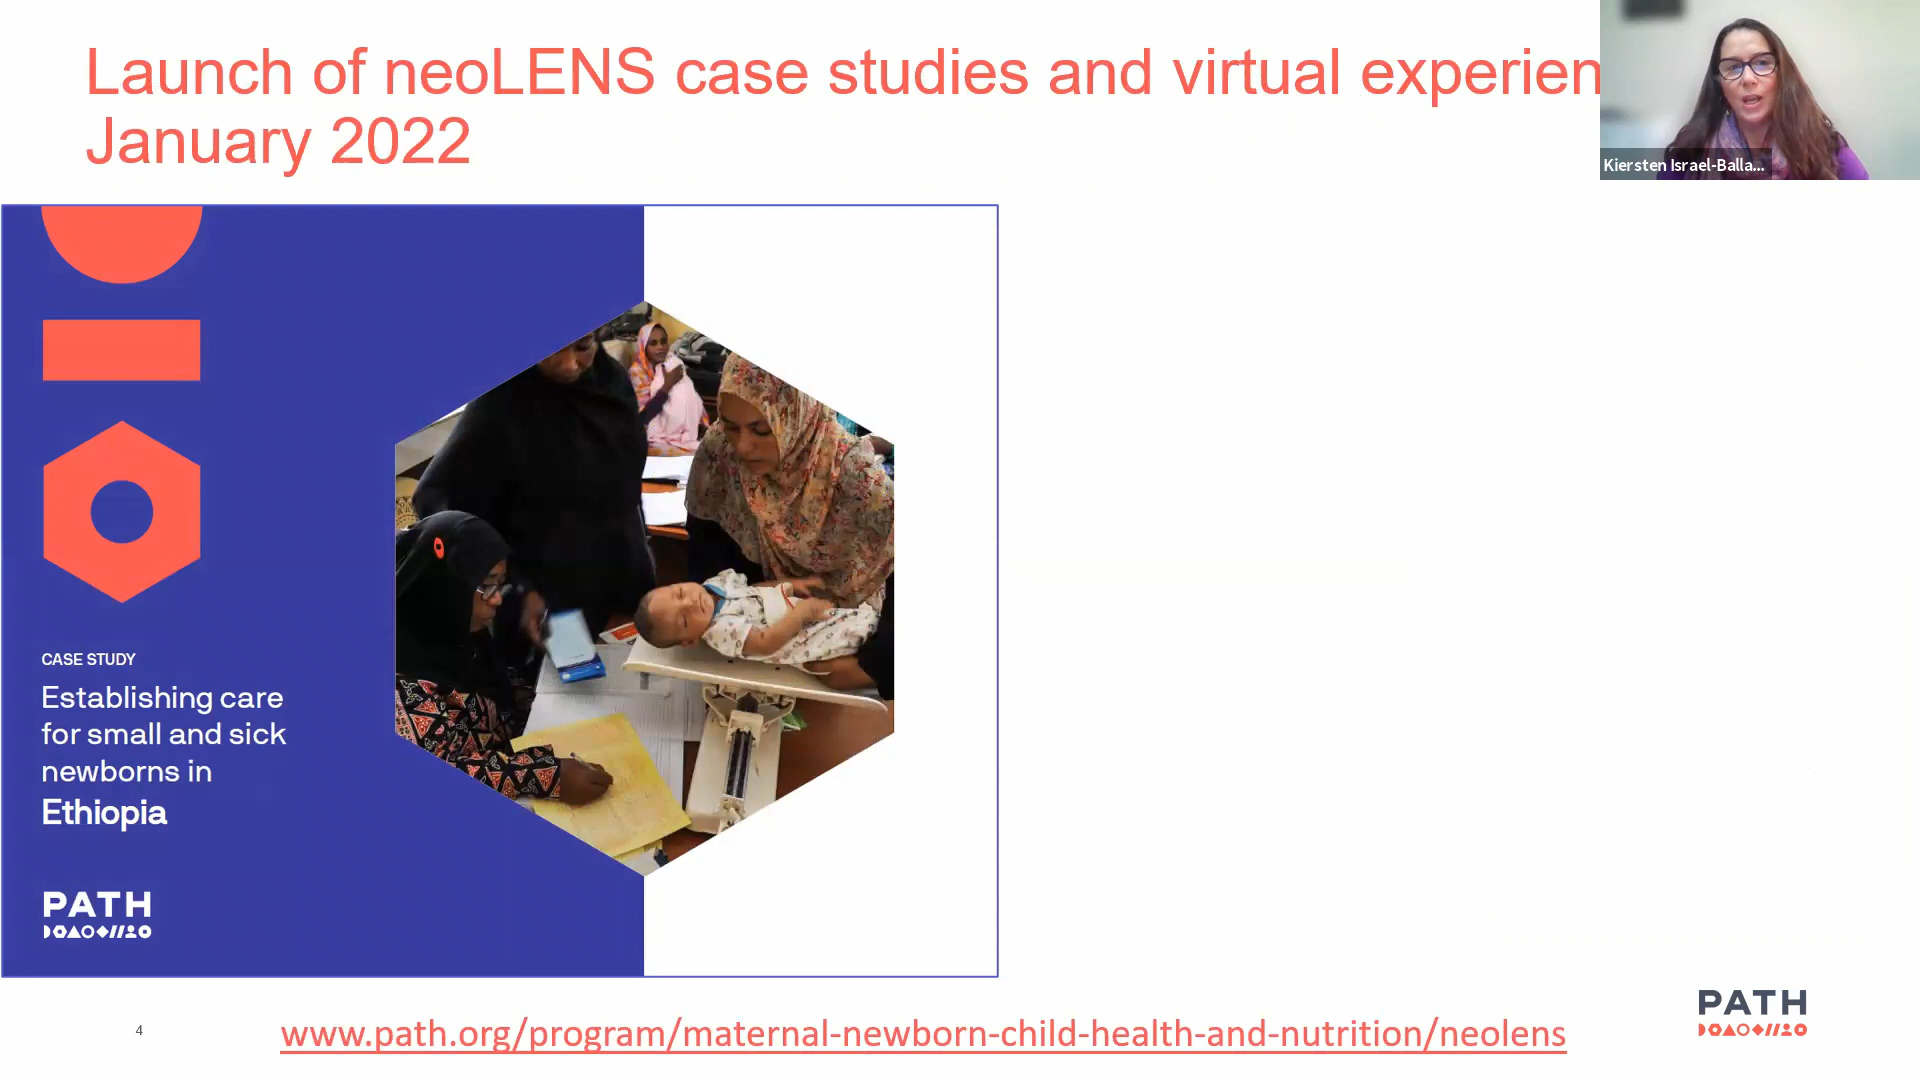 Launch of neoLENS case studies and virtual experien
January 2022
Kiersten Israel-Balla...
CASE STUDY
Establishing care
for small and sick
newborns in
Ethiopia
PATH
4
www.path.org/program/maternal-newborn-child-health-and-nutrition/neolens
PATH